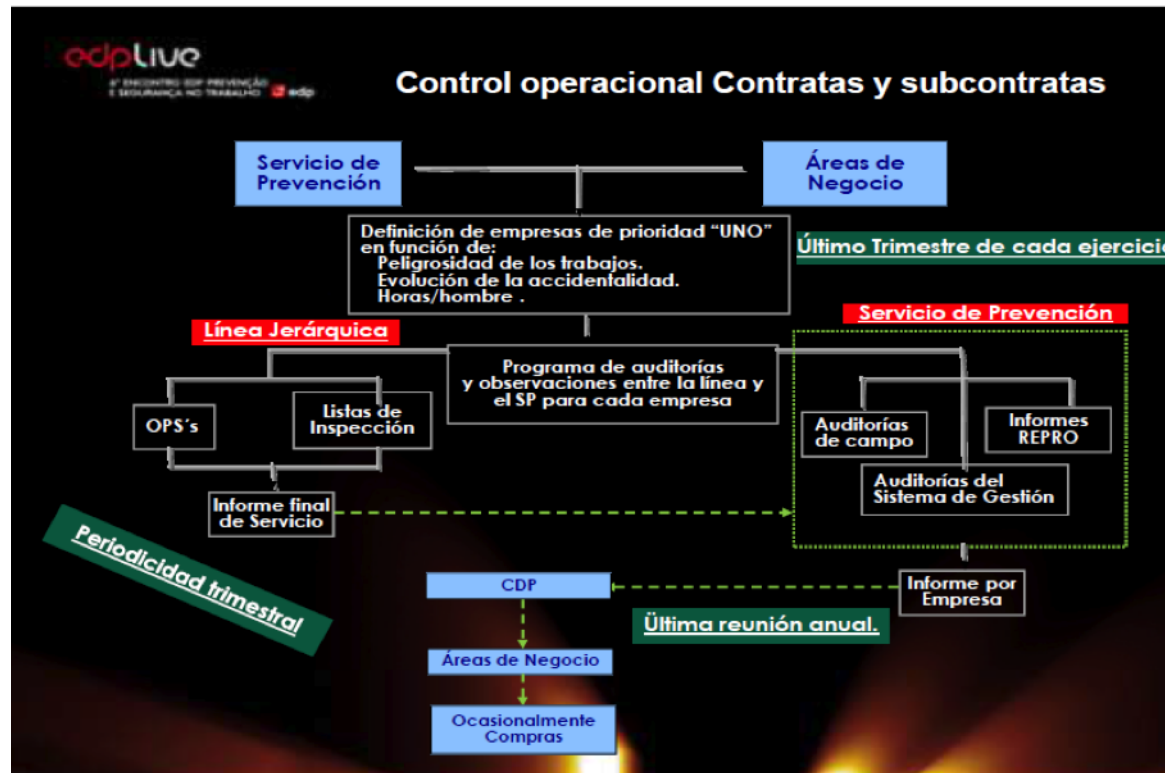 edpLive
6º ENCONTRO EDP PREVENÇÃO
E SEGURANÇA NO TRABALHO
edp
Control operacional Contratas y subcontratas
Servicio de
Prevención
Áreas de
Negocio
Definición de empresas de prioridad “UNO”
en función de:
Peligrosidad de los trabajos.
Evolución de la accidentalidad.
Horas/hombre .
Último Trimestre de cada ejercicio
Línea Jerárquica
Servicio de Prevención
Programa de auditorías
y observaciones entre la línea y
el SP para cada empresa
OPS´s
Listas de
Inspección
Auditorías
de campo
Informes
REPRO
Auditorías del
Sistema de Gestión
Informe final
de Servicio
Periodicidad trimestral
CDP
Informe por
Empresa
Última reunión anual.
Áreas de Negocio
Ocasionalmente
Compras